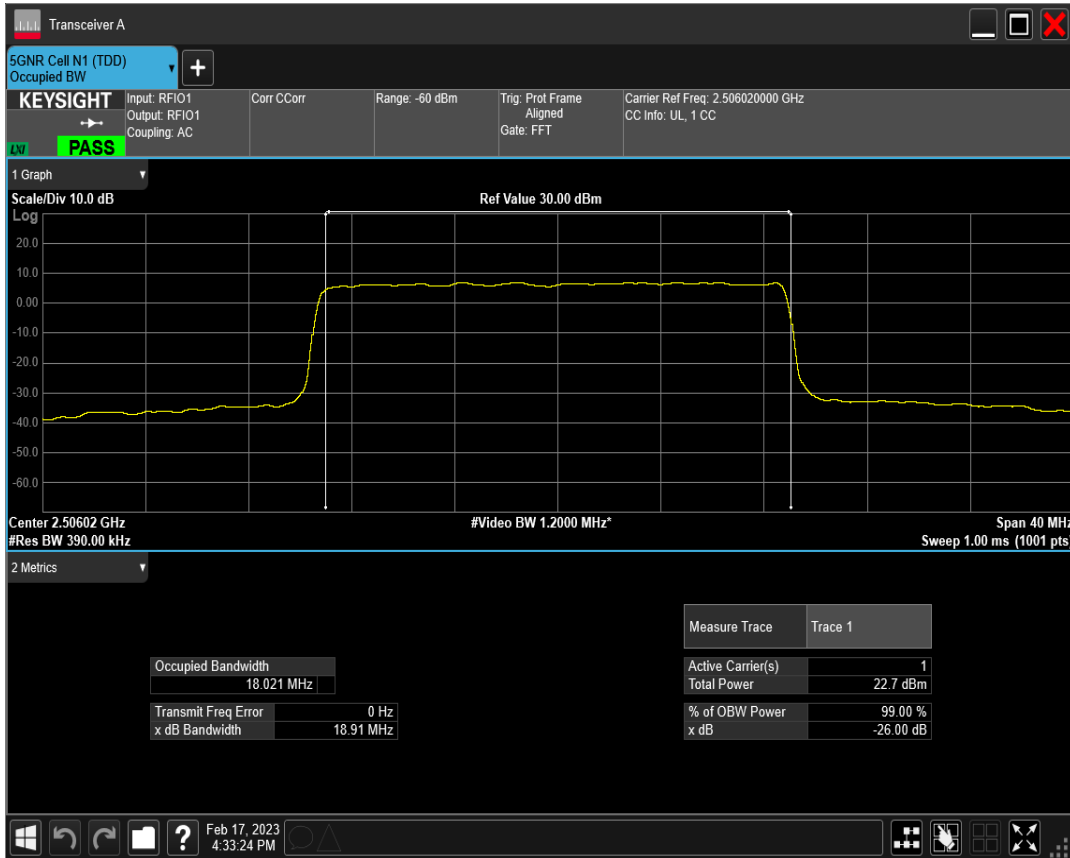 Transceiver A
5GNR Cell N1 (TDD)
Occupied BW
+
KEYSIGHT
LXI
PASS
Input: RFIO1
Output: RFIO1
Coupling: AC
Corr CCorr
Range: -60 dBm
Trig: Prot Frame
Aligned
Gate: FFT
Carrier Ref Freq: 2.506020000 GHz
CC Info: UL, 1 CC
1 Graph
Scale/Div 10.0 dB
Ref Value 30.00 dBm
Log
20.0
10.0
0.00
-10.0
-20.0
-30.0
-40.0
-50.0
-60.0
Center 2.50602 GHz
#Video BW 1.2000 MHz*
Span 40 MHz
#Res BW 390.00 kHz
Sweep 1.00 ms (1001 pts)
2 Metrics
Measure Trace Trace 1
Occupied Bandwidth
18.021 MHz
Active Carrier(s) 1
Total Power 22.7 dBm
Transmit Freq Error 0 Hz
x dB Bandwidth 18.91 MHz
% of OBW Power 99.00 %
x dB -26.00 dB
?
Feb 17, 2023
4:33:24 PM